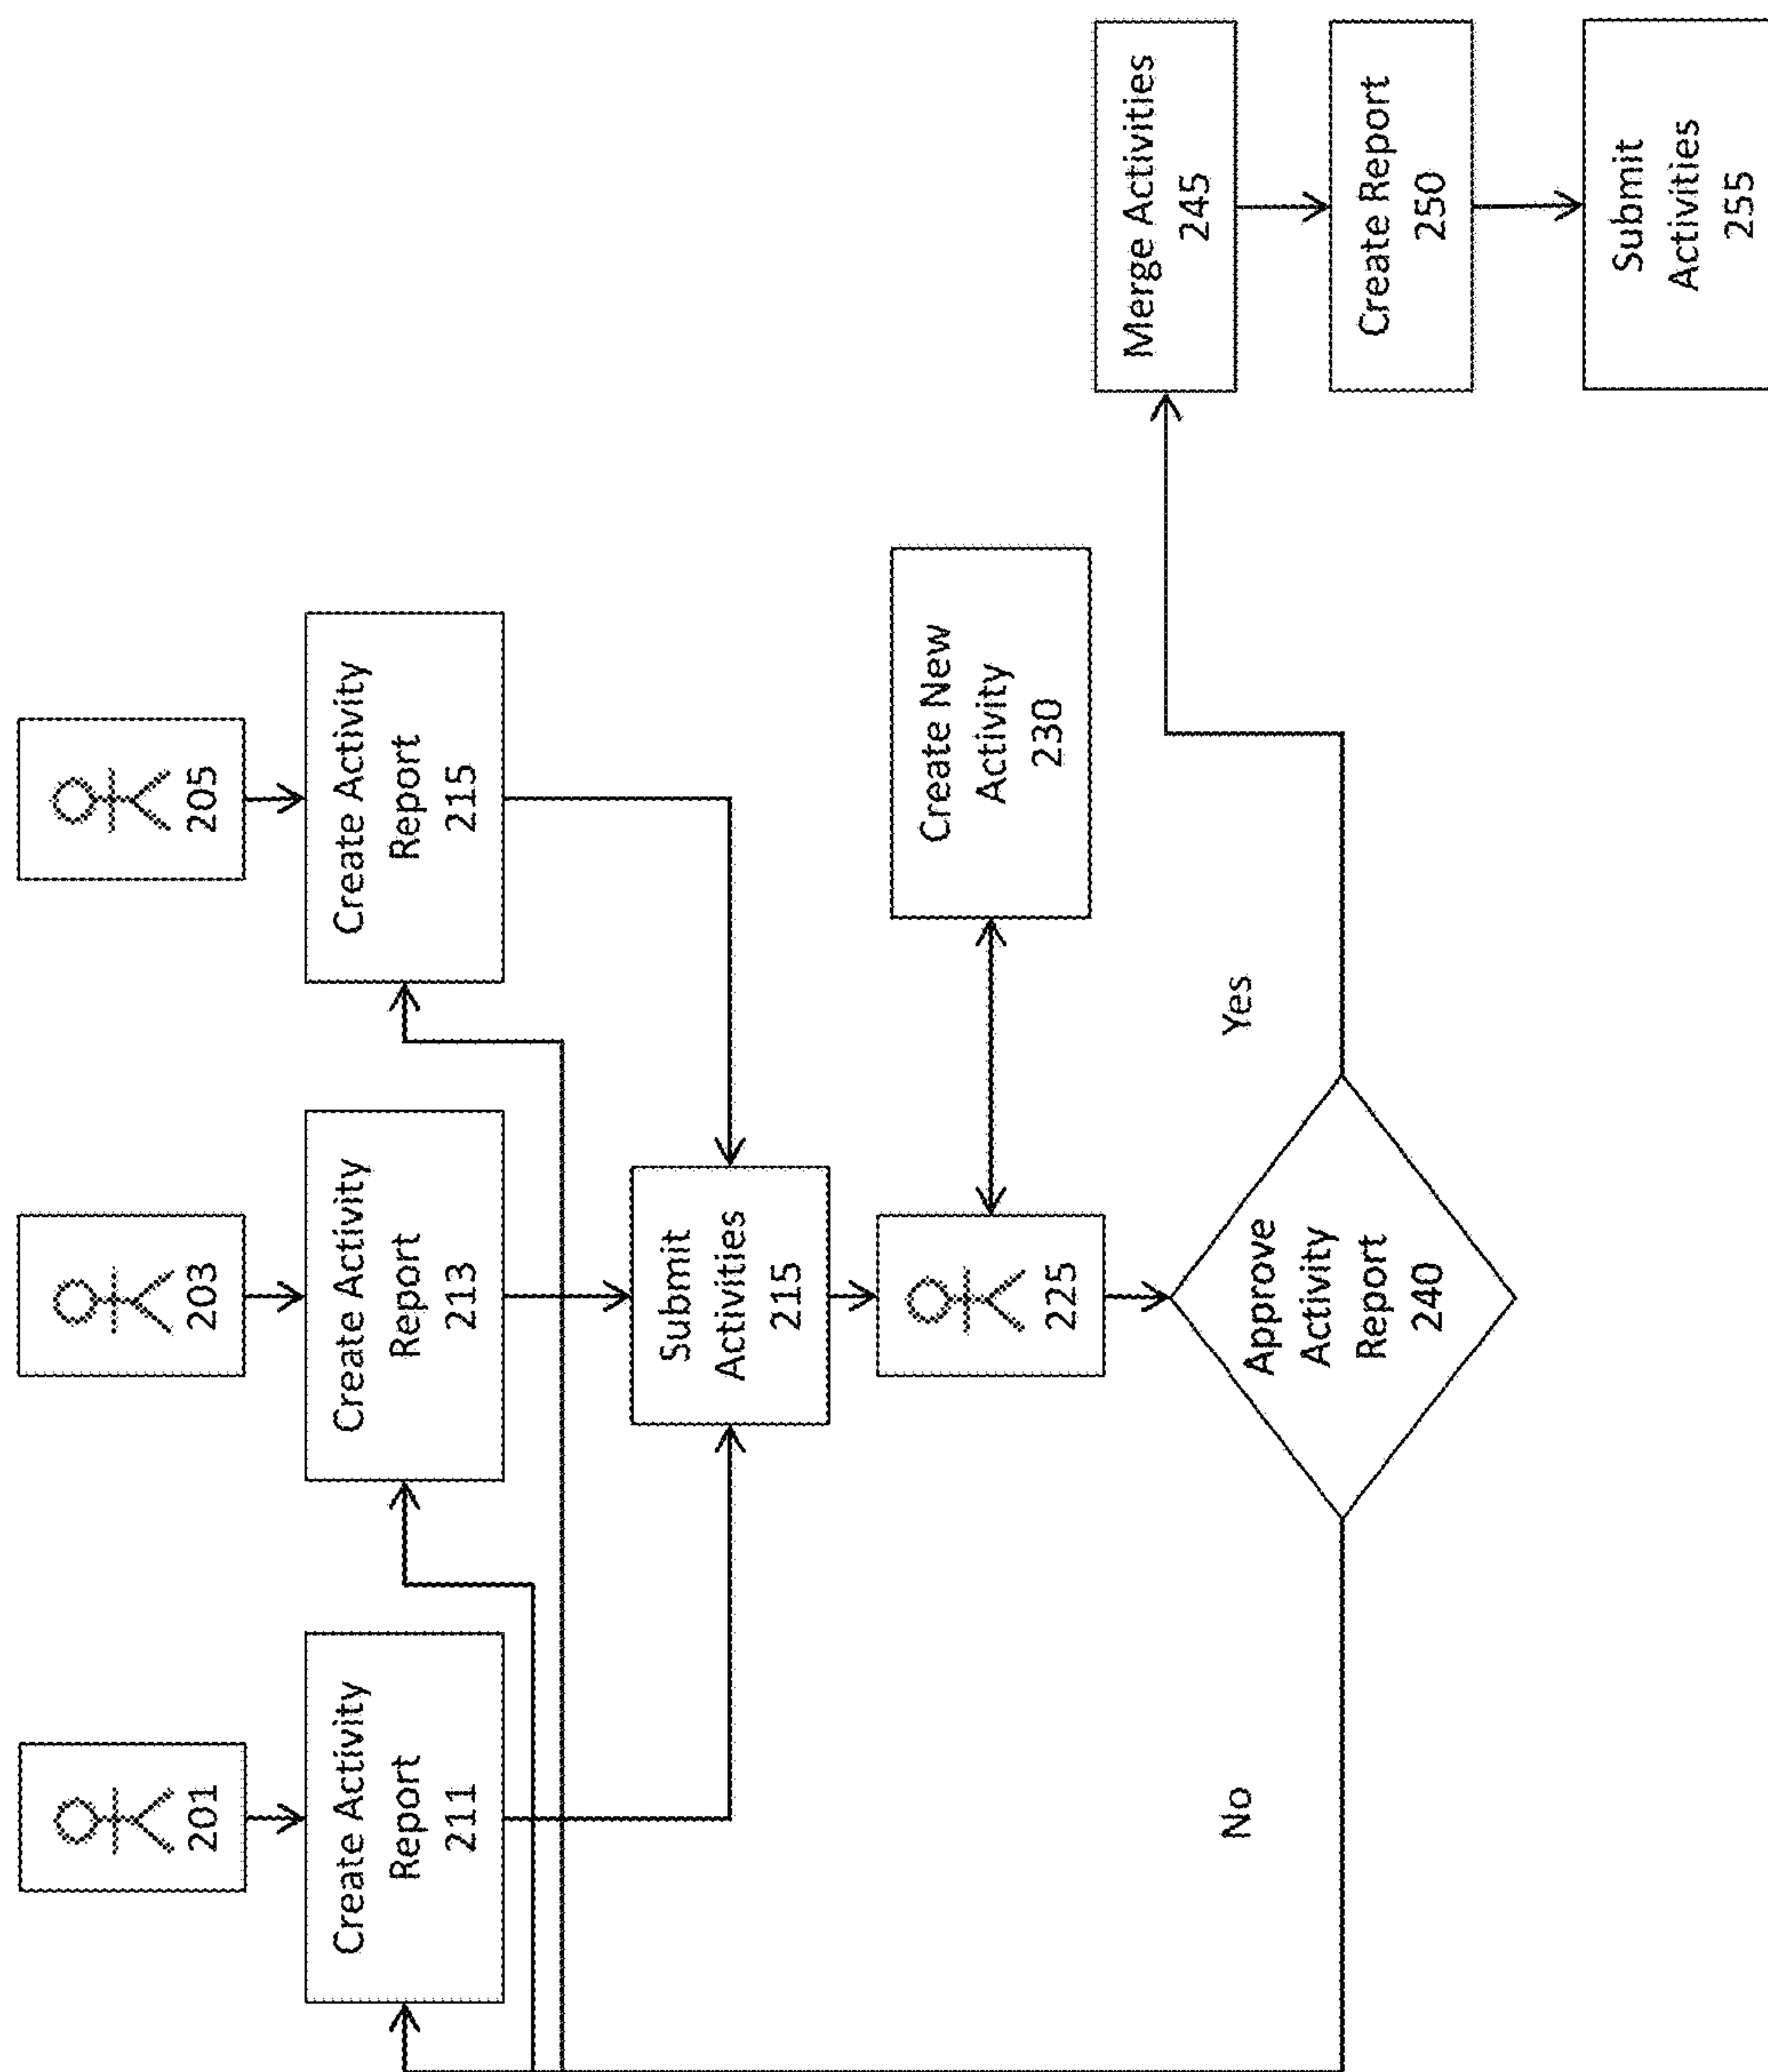 201
203
205
Create Activity
Report
211
Create Activity
Report
213
Create Activity
Report
215
Submit
Activities
215
225
Create New
Activity
230
Approve
Activity
Report
240
No
Yes
Merge Activities
245
Create Report
250
Submit
Activities
255